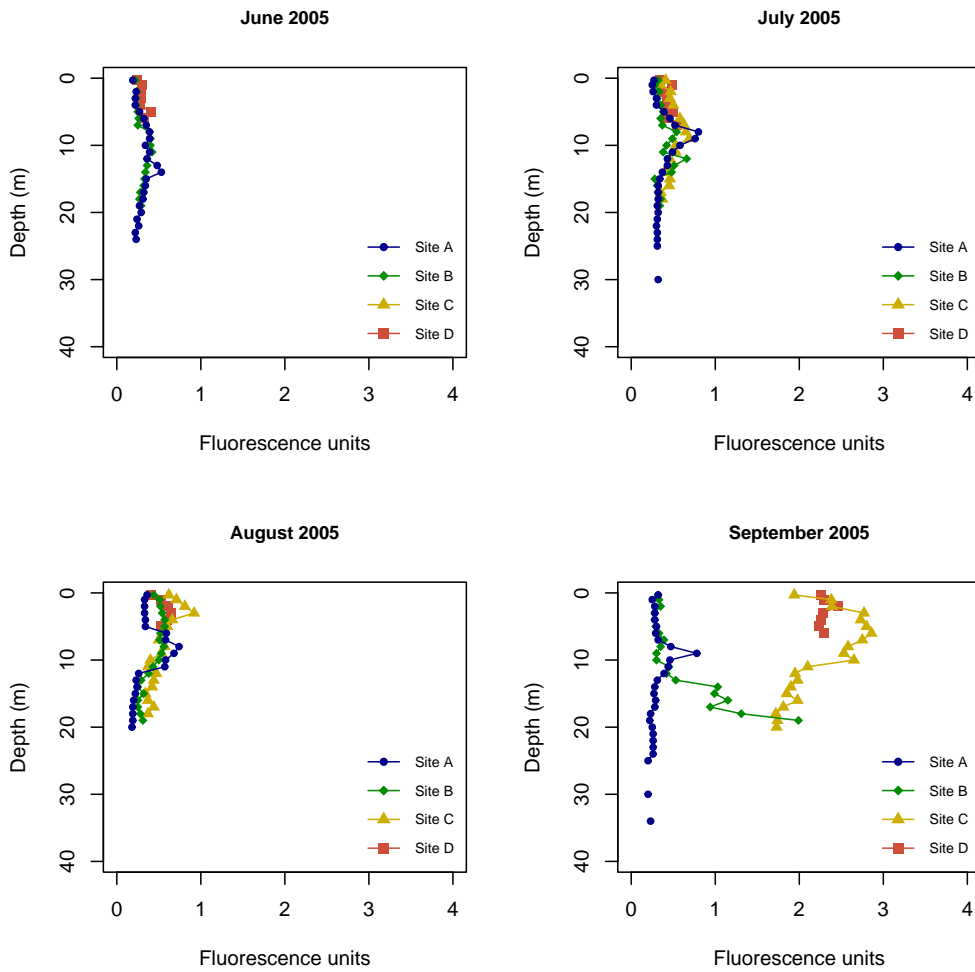 June 2005
0
10
20
30
40
Depth (m)
0 1 2 3 4
Fluorescence units
Site A
Site B
Site C
Site D
July 2005
0
10
20
30
40
Depth (m)
0 1 2 3 4
Fluorescence units
Site A
Site B
Site C
Site D
August 2005
0
10
20
30
40
Depth (m)
0 1 2 3 4
Fluorescence units
Site A
Site B
Site C
Site D
September 2005
0
10
20
30
40
Depth (m)
0 1 2 3 4
Fluorescence units
Site A
Site B
Site C
Site D